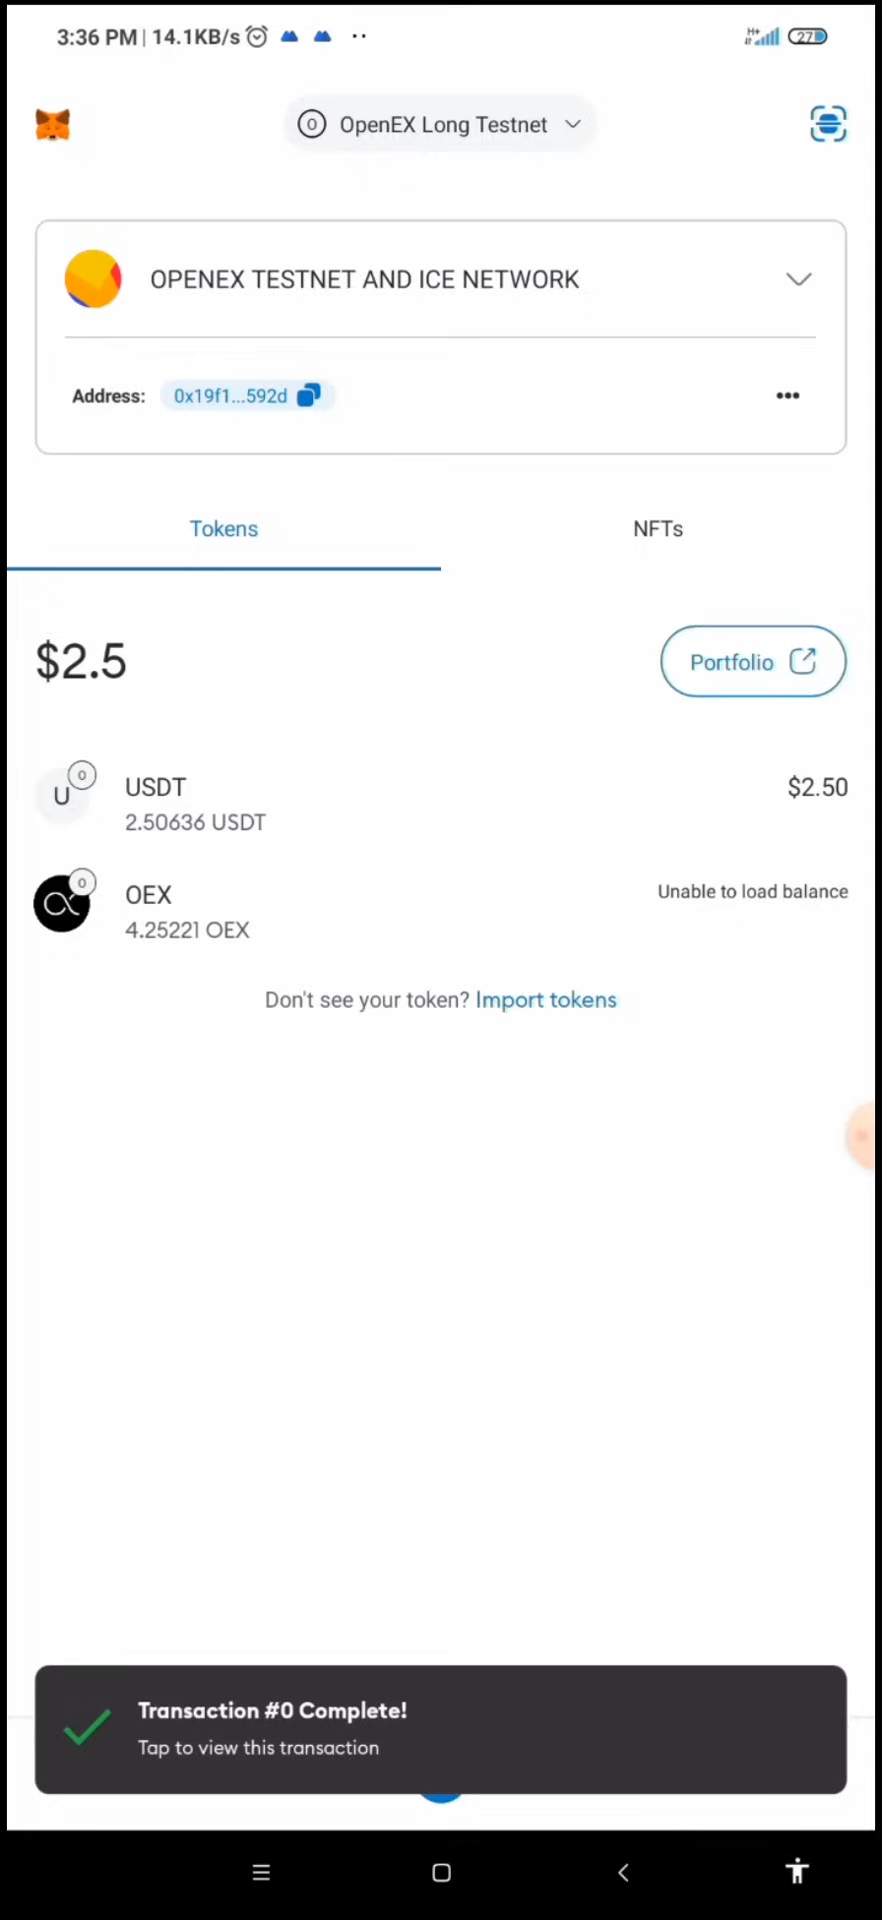 3:36 PM | 14.1KB/s
H+
27
O OpenEX Long Testnet
OPENEX TESTNET AND ICE NETWORK
Address: 0x19f1...592d
Tokens
NFTs
$2.5
Portfolio
U
O
USDT
$2.50
2.50636 USDT
O
OEX
Unable to load balance
4.25221 OEX
Don't see your token? Import tokens
Transaction #0 Complete!
Tap to view this transaction